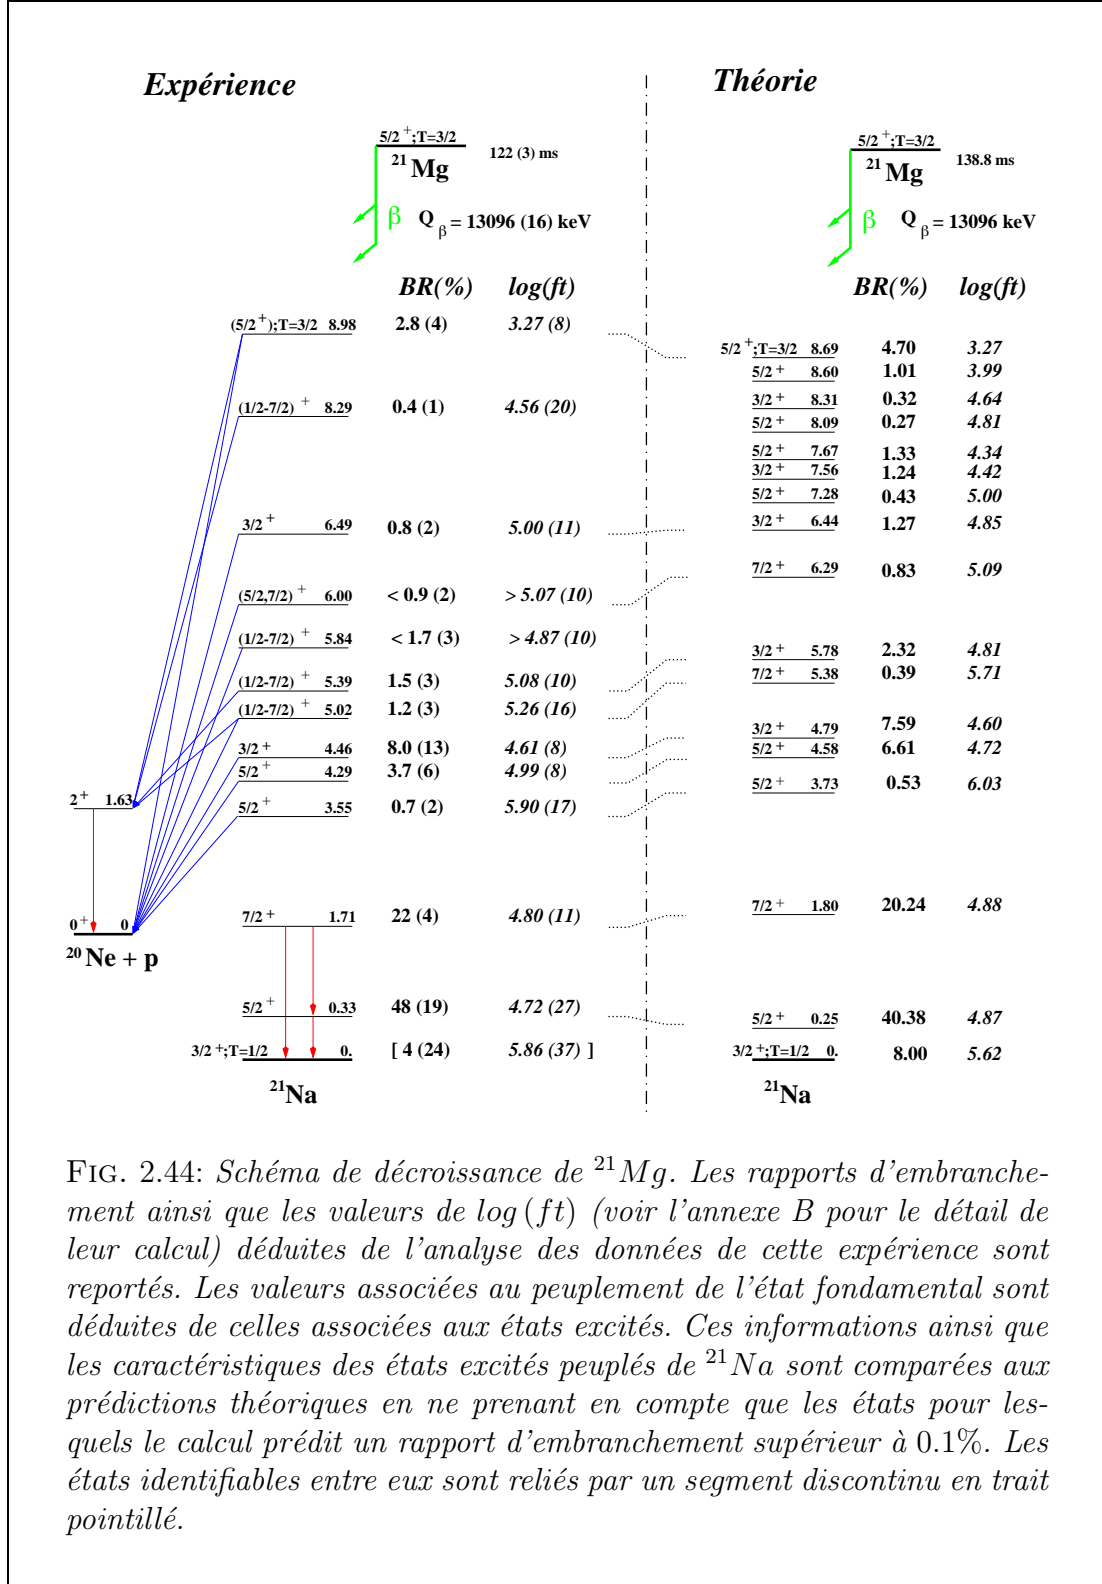 Expérience
5/2 +;T=3/2
21Mg
122 (3) ms
β
Q β = 13096 (16) keV
BR(%) log(ft)
(5/2 +);T=3/2 8.98 2.8 (4) 3.27 (8)
(1/2-7/2) + 8.29 0.4 (1) 4.56 (20)
3/2 + 6.49 0.8 (2) 5.00 (11)
(5/2,7/2) + 6.00 < 0.9 (2) > 5.07 (10)
(1/2-7/2) + 5.84 < 1.7 (3) > 4.87 (10)
(1/2-7/2) + 5.39 1.5 (3) 5.08 (10)
(1/2-7/2) + 5.02 1.2 (3) 5.26 (16)
3/2 + 4.46 8.0 (13) 4.61 (8)
5/2 + 4.29 3.7 (6) 4.99 (8)
5/2 + 3.55 0.7 (2) 5.90 (17)
7/2 + 1.71 22 (4) 4.80 (11)
5/2 + 0.33 48 (19) 4.72 (27)
3/2 +;T=1/2 0. [ 4 (24) 5.86 (37) ]
21Na
2 + 1.63
0 + 0
20Ne + p
Théorie
5/2 +;T=3/2
21Mg
138.8 ms
β
Q β = 13096 keV
BR(%) log(ft)
5/2 +;T=3/2 8.69 4.70 3.27
5/2 + 8.60 1.01 3.99
3/2 + 8.31 0.32 4.64
5/2 + 8.09 0.27 4.81
5/2 + 7.67 1.33 4.34
3/2 + 7.56 1.24 4.42
5/2 + 7.28 0.43 5.00
3/2 + 6.44 1.27 4.85
7/2 + 6.29 0.83 5.09
3/2 + 5.78 2.32 4.81
7/2 + 5.38 0.39 5.71
3/2 + 4.79 7.59 4.60
5/2 + 4.58 6.61 4.72
5/2 + 3.73 0.53 6.03
7/2 + 1.80 20.24 4.88
5/2 + 0.25 40.38 4.87
3/2 +;T=1/2 0. 8.00 5.62
21Na
FIG. 2.44: Schéma de décroissance de 21Mg. Les rapports d'embranche-
ment ainsi que les valeurs de log (ft) (voir l'annexe B pour le détail de
leur calcul) déduites de l'analyse des données de cette expérience sont
reportés. Les valeurs associées au peuplement de l'état fondamental sont
déduites de celles associées aux états excités. Ces informations ainsi que
les caractéristiques des états excités peuplés de 21Na sont comparées aux
prédictions théoriques en ne prenant en compte que les états pour les-
quels le calcul prédit un rapport d'embranchement supérieur à 0.1%. Les
états identifiables entre eux sont reliés par un segment discontinu en trait
pointillé.